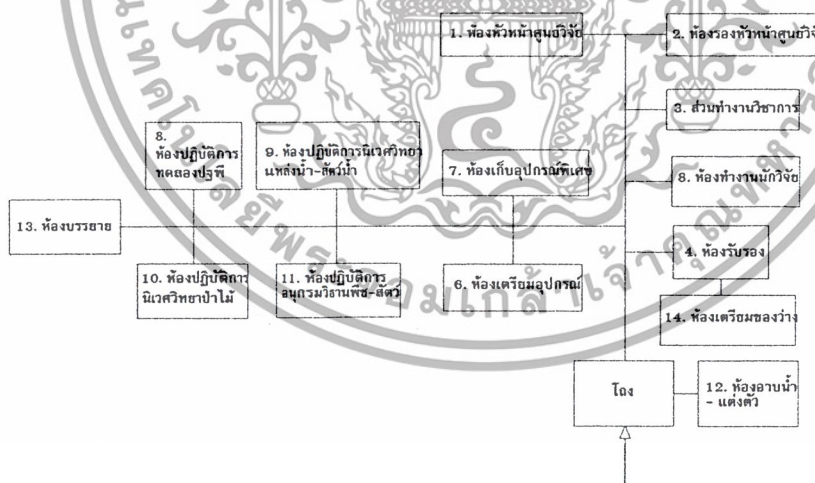 1. ห้องหัวหน้าศูนย์วิจัย
2. ห้องรองหัวหน้าศูนย์วิจั
3. ส่วนทำงานวิชาการ
8.
ห้องปฏิบัติการ
ทดลองปฐพี
9. ห้องปฏิบัติการนิเวศวิทยา
แหล่งน้ำ-สัตว์น้ำ
7. ห้องเก็บอุปกรณ์พิเศษ
8. ห้องทำงานนักวิจัย
13. ห้องบรรยาย
4. ห้องรับรอง
10. ห้องปฏิบัติการ
นิเวศวิทยาป่าไม้
11. ห้องปฏิบัติการ
อนุกรมวิธานพืช-สัตว์
6. ห้องเตรียมอุปกรณ์
14. ห้องเตรียมของว่าง
โถง
12. ห้องอาบน้ำ
- แต่งตัว